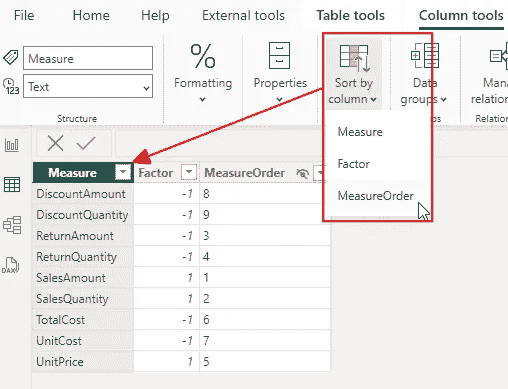 File Home Help External tools Table tools Column tools
Measure
Text
Structure
Formatting
Properties
Sort by column
Data groups
Mana
relations
Relatio
Measure
Factor
MeasureOrder
Measure Factor MeasureOrder
DiscountAmount -1 8
DiscountQuantity -1 9
ReturnAmount -1 3
ReturnQuantity -1 4
SalesAmount 1 1
SalesQuantity 1 2
TotalCost -1 6
UnitCost -1 7
UnitPrice 1 5
DAX